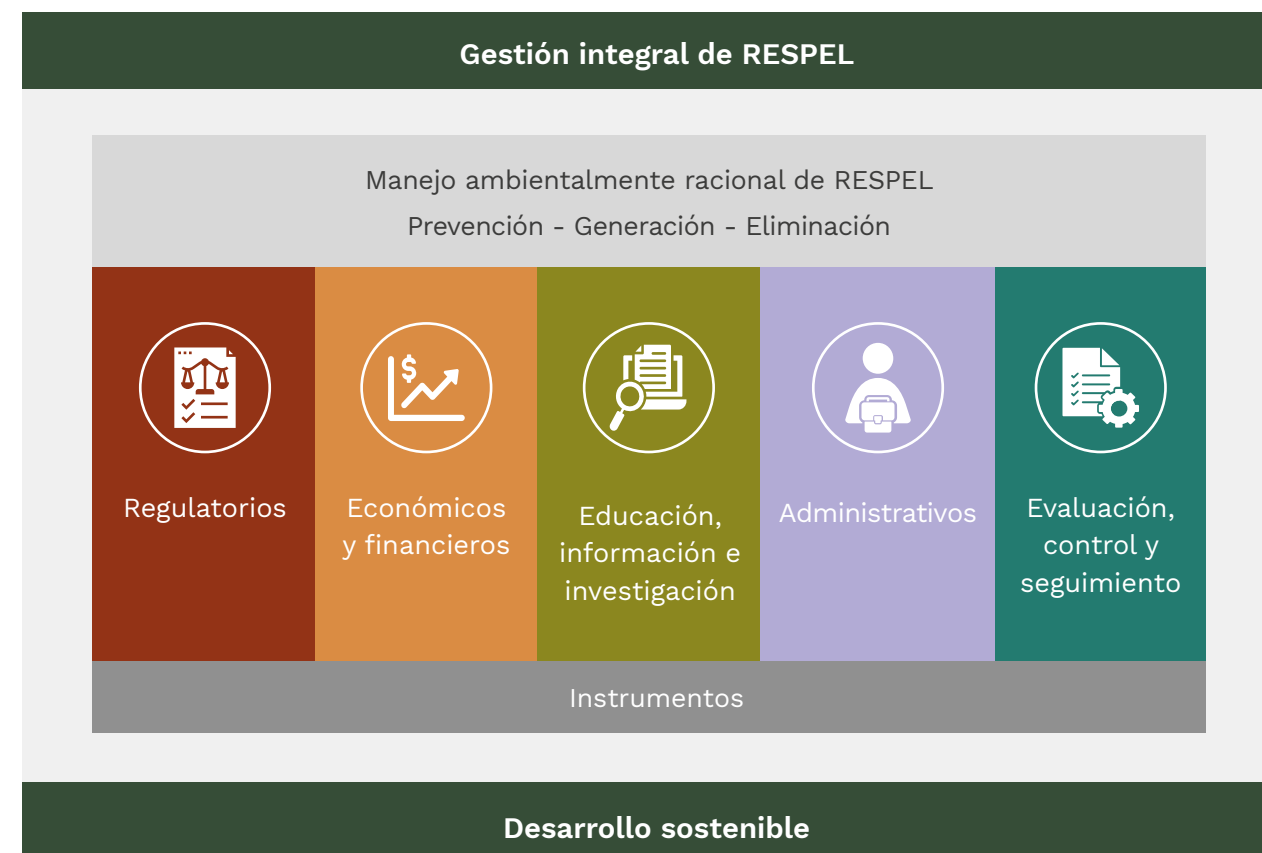 Gestión integral de RESPEL
Manejo ambientalmente racional de RESPEL
Prevención - Generación - Eliminación
$
Regulatorios
Económicos
y financieros
Educación,
información e
investigación
Administrativos
Evaluación,
control y
seguimiento
Instrumentos
Desarrollo sostenible